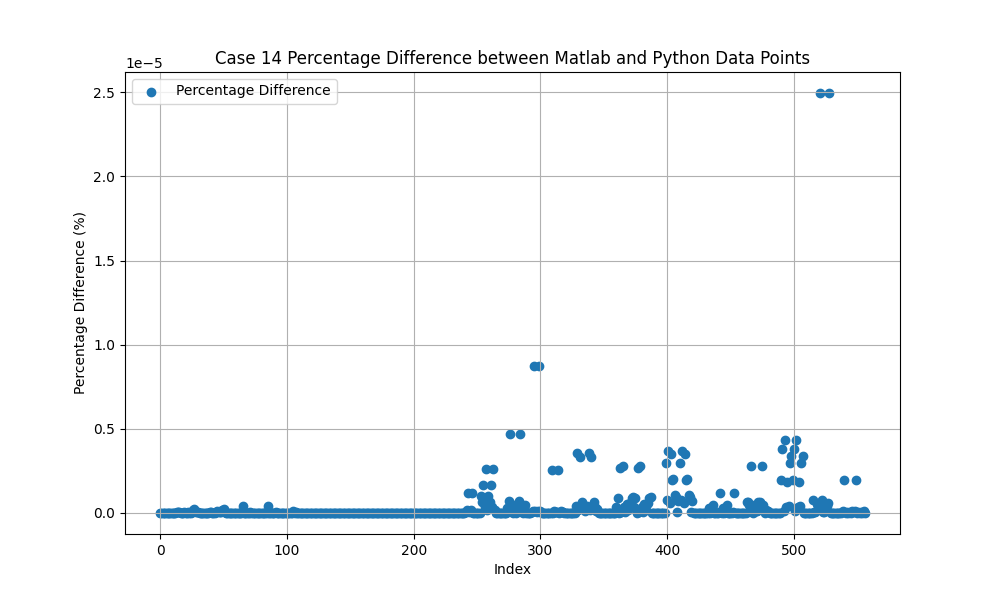 Case 14 Percentage Difference between Matlab and Python Data Points
1e−5
Percentage Difference
2.5
2.0
1.5
1.0
0.5
0.0
Percentage Difference (%)
0 100 200 300 400 500
Index